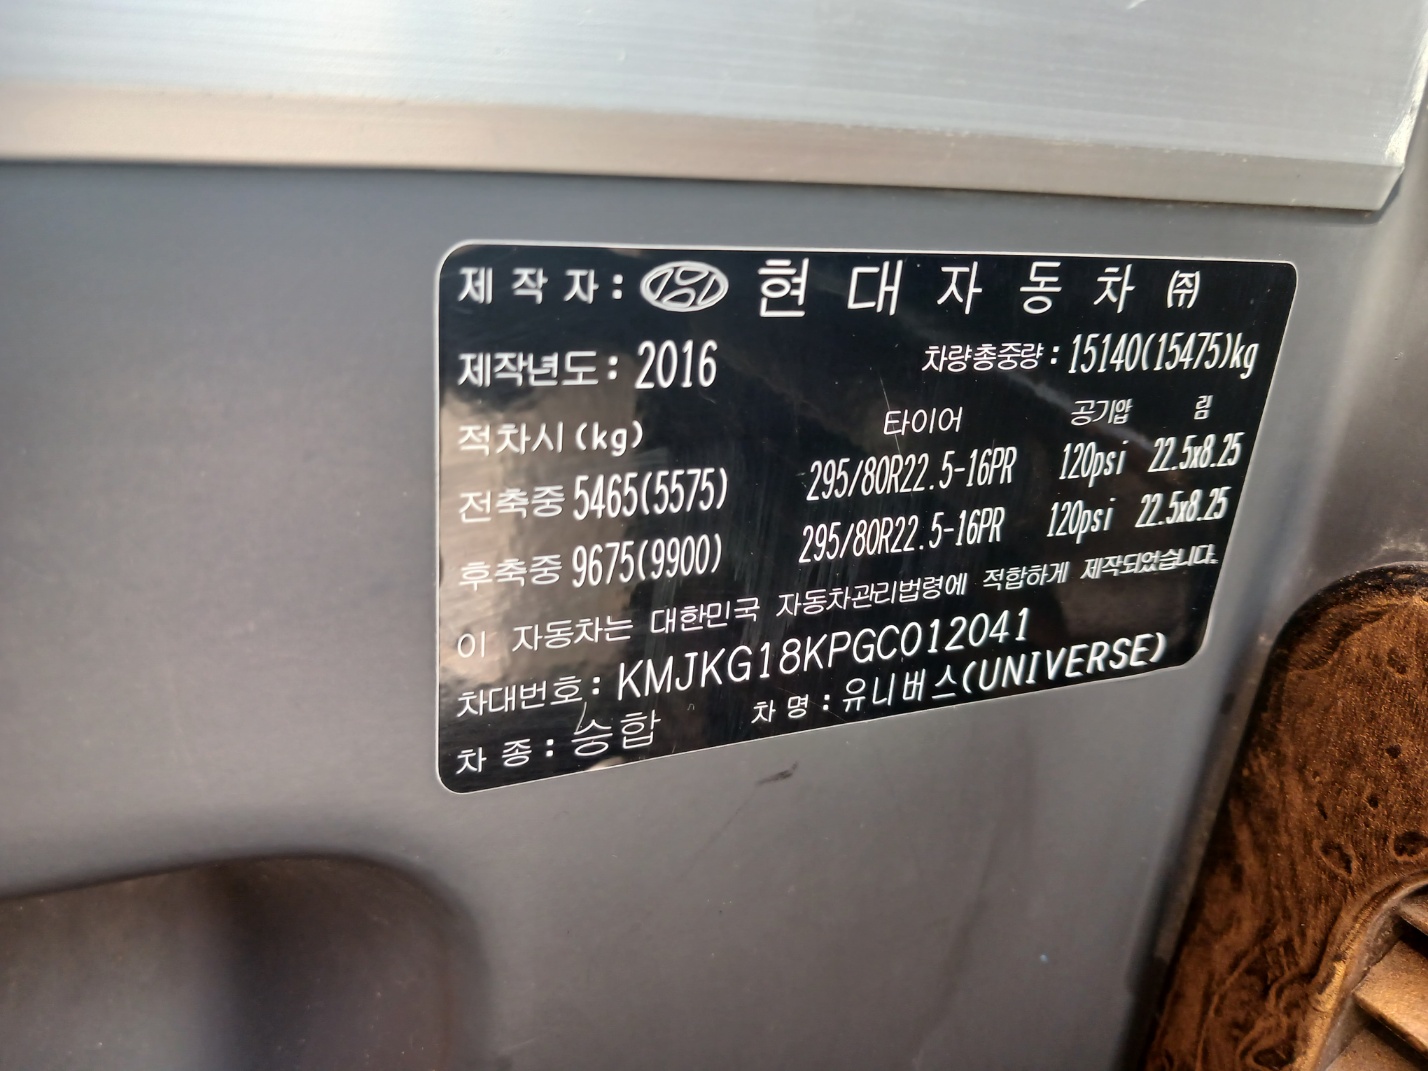 제 작 자 : 현 대 자 동 차 ㈜
제작년도 : 2016 차량총중량 : 15140(15475)kg
적차시(kg) 타이어 공기압 림
전축중 5465(5575) 295/80R22.5-16PR 120psi 22.5x8.25
후축중 9675(9900) 295/80R22.5-16PR 120psi 22.5x8.25
이 자동차는 대한민국 자동차관리법령에 적합하게 제작되었습니다.
차대번호 : KMJKG18KPGC012041
차 종 : 승합 차 명 : 유니버스(UNIVERSE)